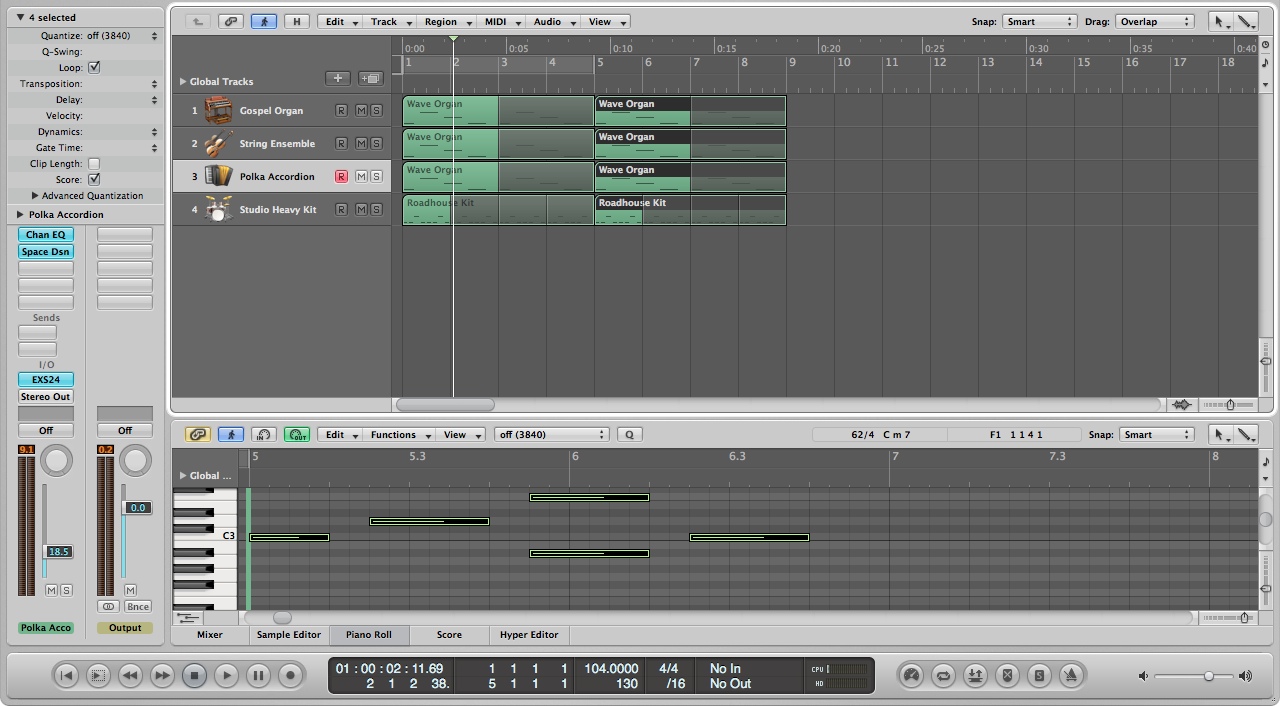 4 selected
Quantize: off (3840)
Q-Swing:
Loop:
Transposition:
Delay:
Velocity:
Dynamics:
Gate Time:
Clip Length:
Score:
Advanced Quantization
Polka Accordion
Chan EQ
Space Dsn
Sends
I/O
EXS24
Stereo Out
Off Off
9.1 0.2
0.0
18.5
M S M
Bnce
Polka Acco Output
H Edit Track Region MIDI Audio View Snap: Smart Drag: Overlap
0:00 0:05 0:10 0:15 0:20 0:25 0:30 0:35 0:40
1 2 3 4 5 6 7 8 9 10 11 12 13 14 15 16 17 18
Global Tracks
1 Gospel Organ R M S Wave Organ Wave Organ
2 String Ensemble R M S Wave Organ Wave Organ
3 Polka Accordion R M S Wave Organ Wave Organ
4 Studio Heavy Kit R M S Roadhouse Kit Roadhouse Kit
IN OUT Edit Functions View off (3840) Q 62/4 C m 7 F1 1 1 4 1 Snap: Smart
5 5.3 6 6.3 7 7.3 8
Global ...
C3
Mixer Sample Editor Piano Roll Score Hyper Editor
01 : 00 : 02 : 11.69 1 1 1 1 104.0000 4/4 No In CPU
2 1 2 38. 5 1 1 1 130 /16 No Out HD
S